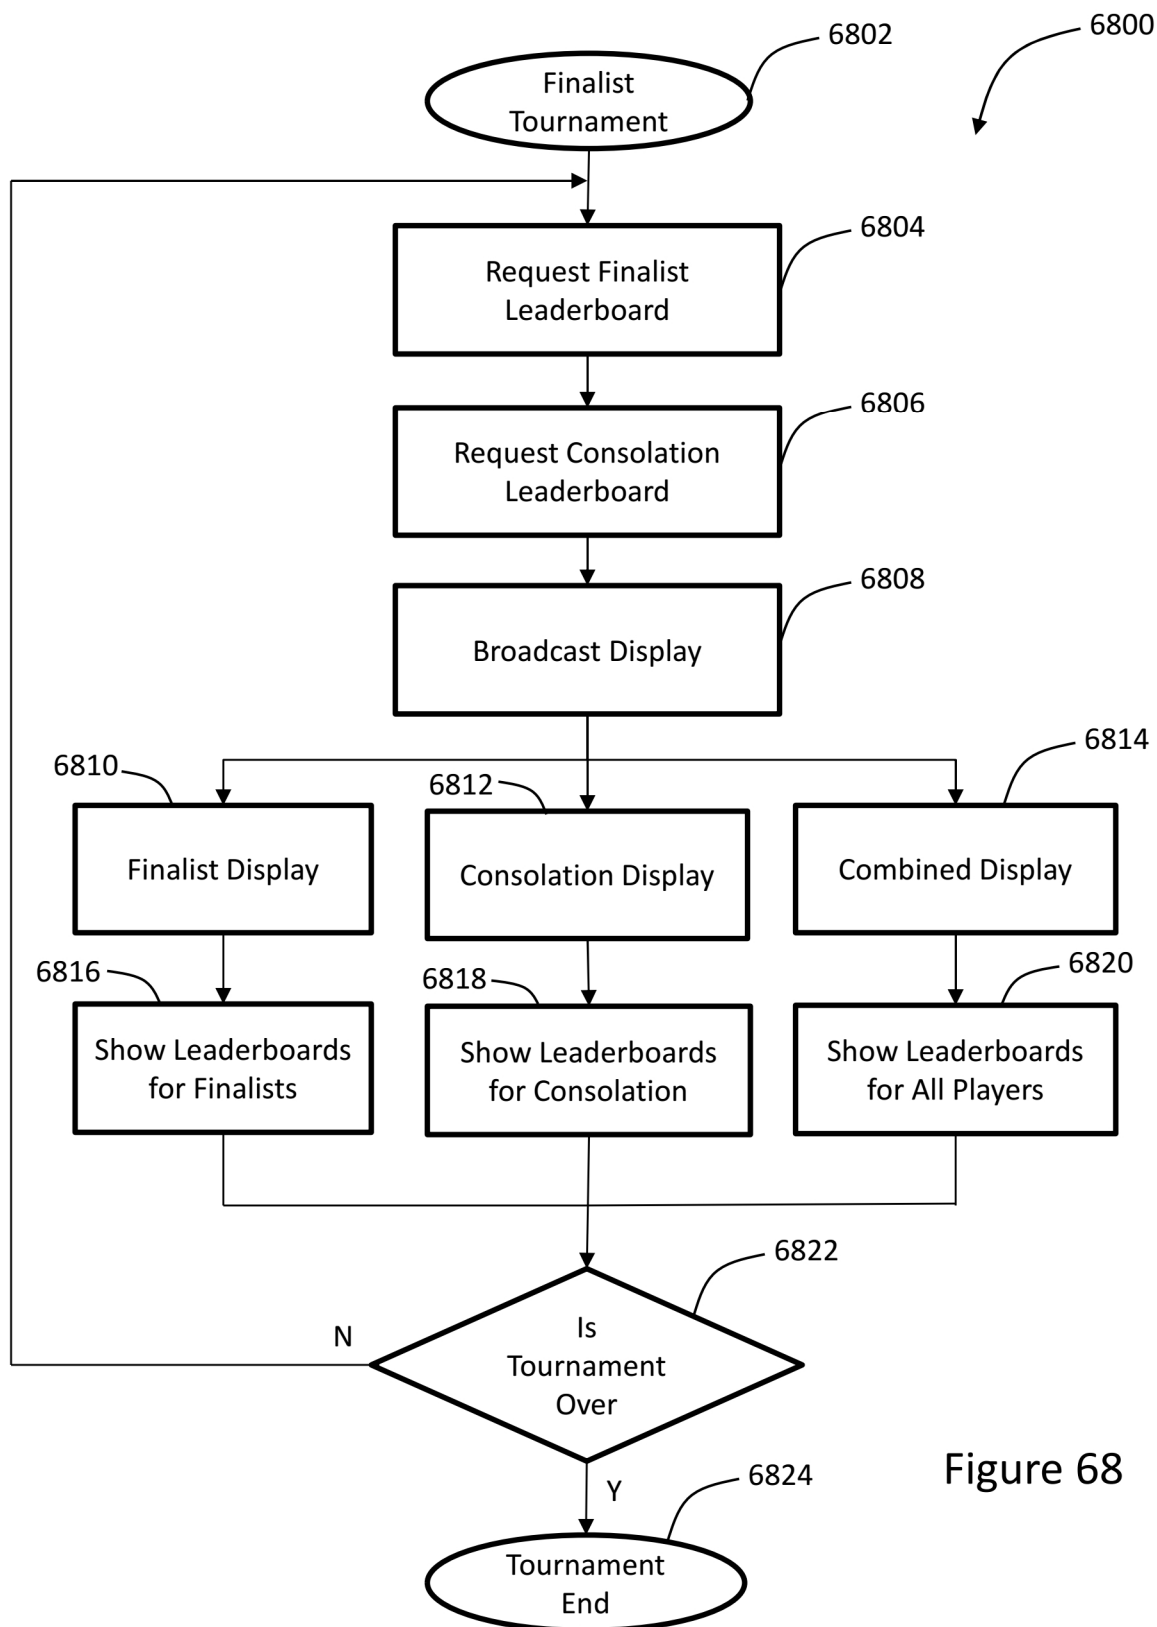 6800
6802
Finalist
Tournament
6804
Request Finalist
Leaderboard
6806
Request Consolation
Leaderboard
6808
Broadcast Display
6810
Finalist Display
6812
Consolation Display
6814
Combined Display
6816
Show Leaderboards
for Finalists
6818
Show Leaderboards
for Consolation
6820
Show Leaderboards
for All Players
6822
Is
Tournament
Over
N
Y
6824
Tournament
End
Figure 68